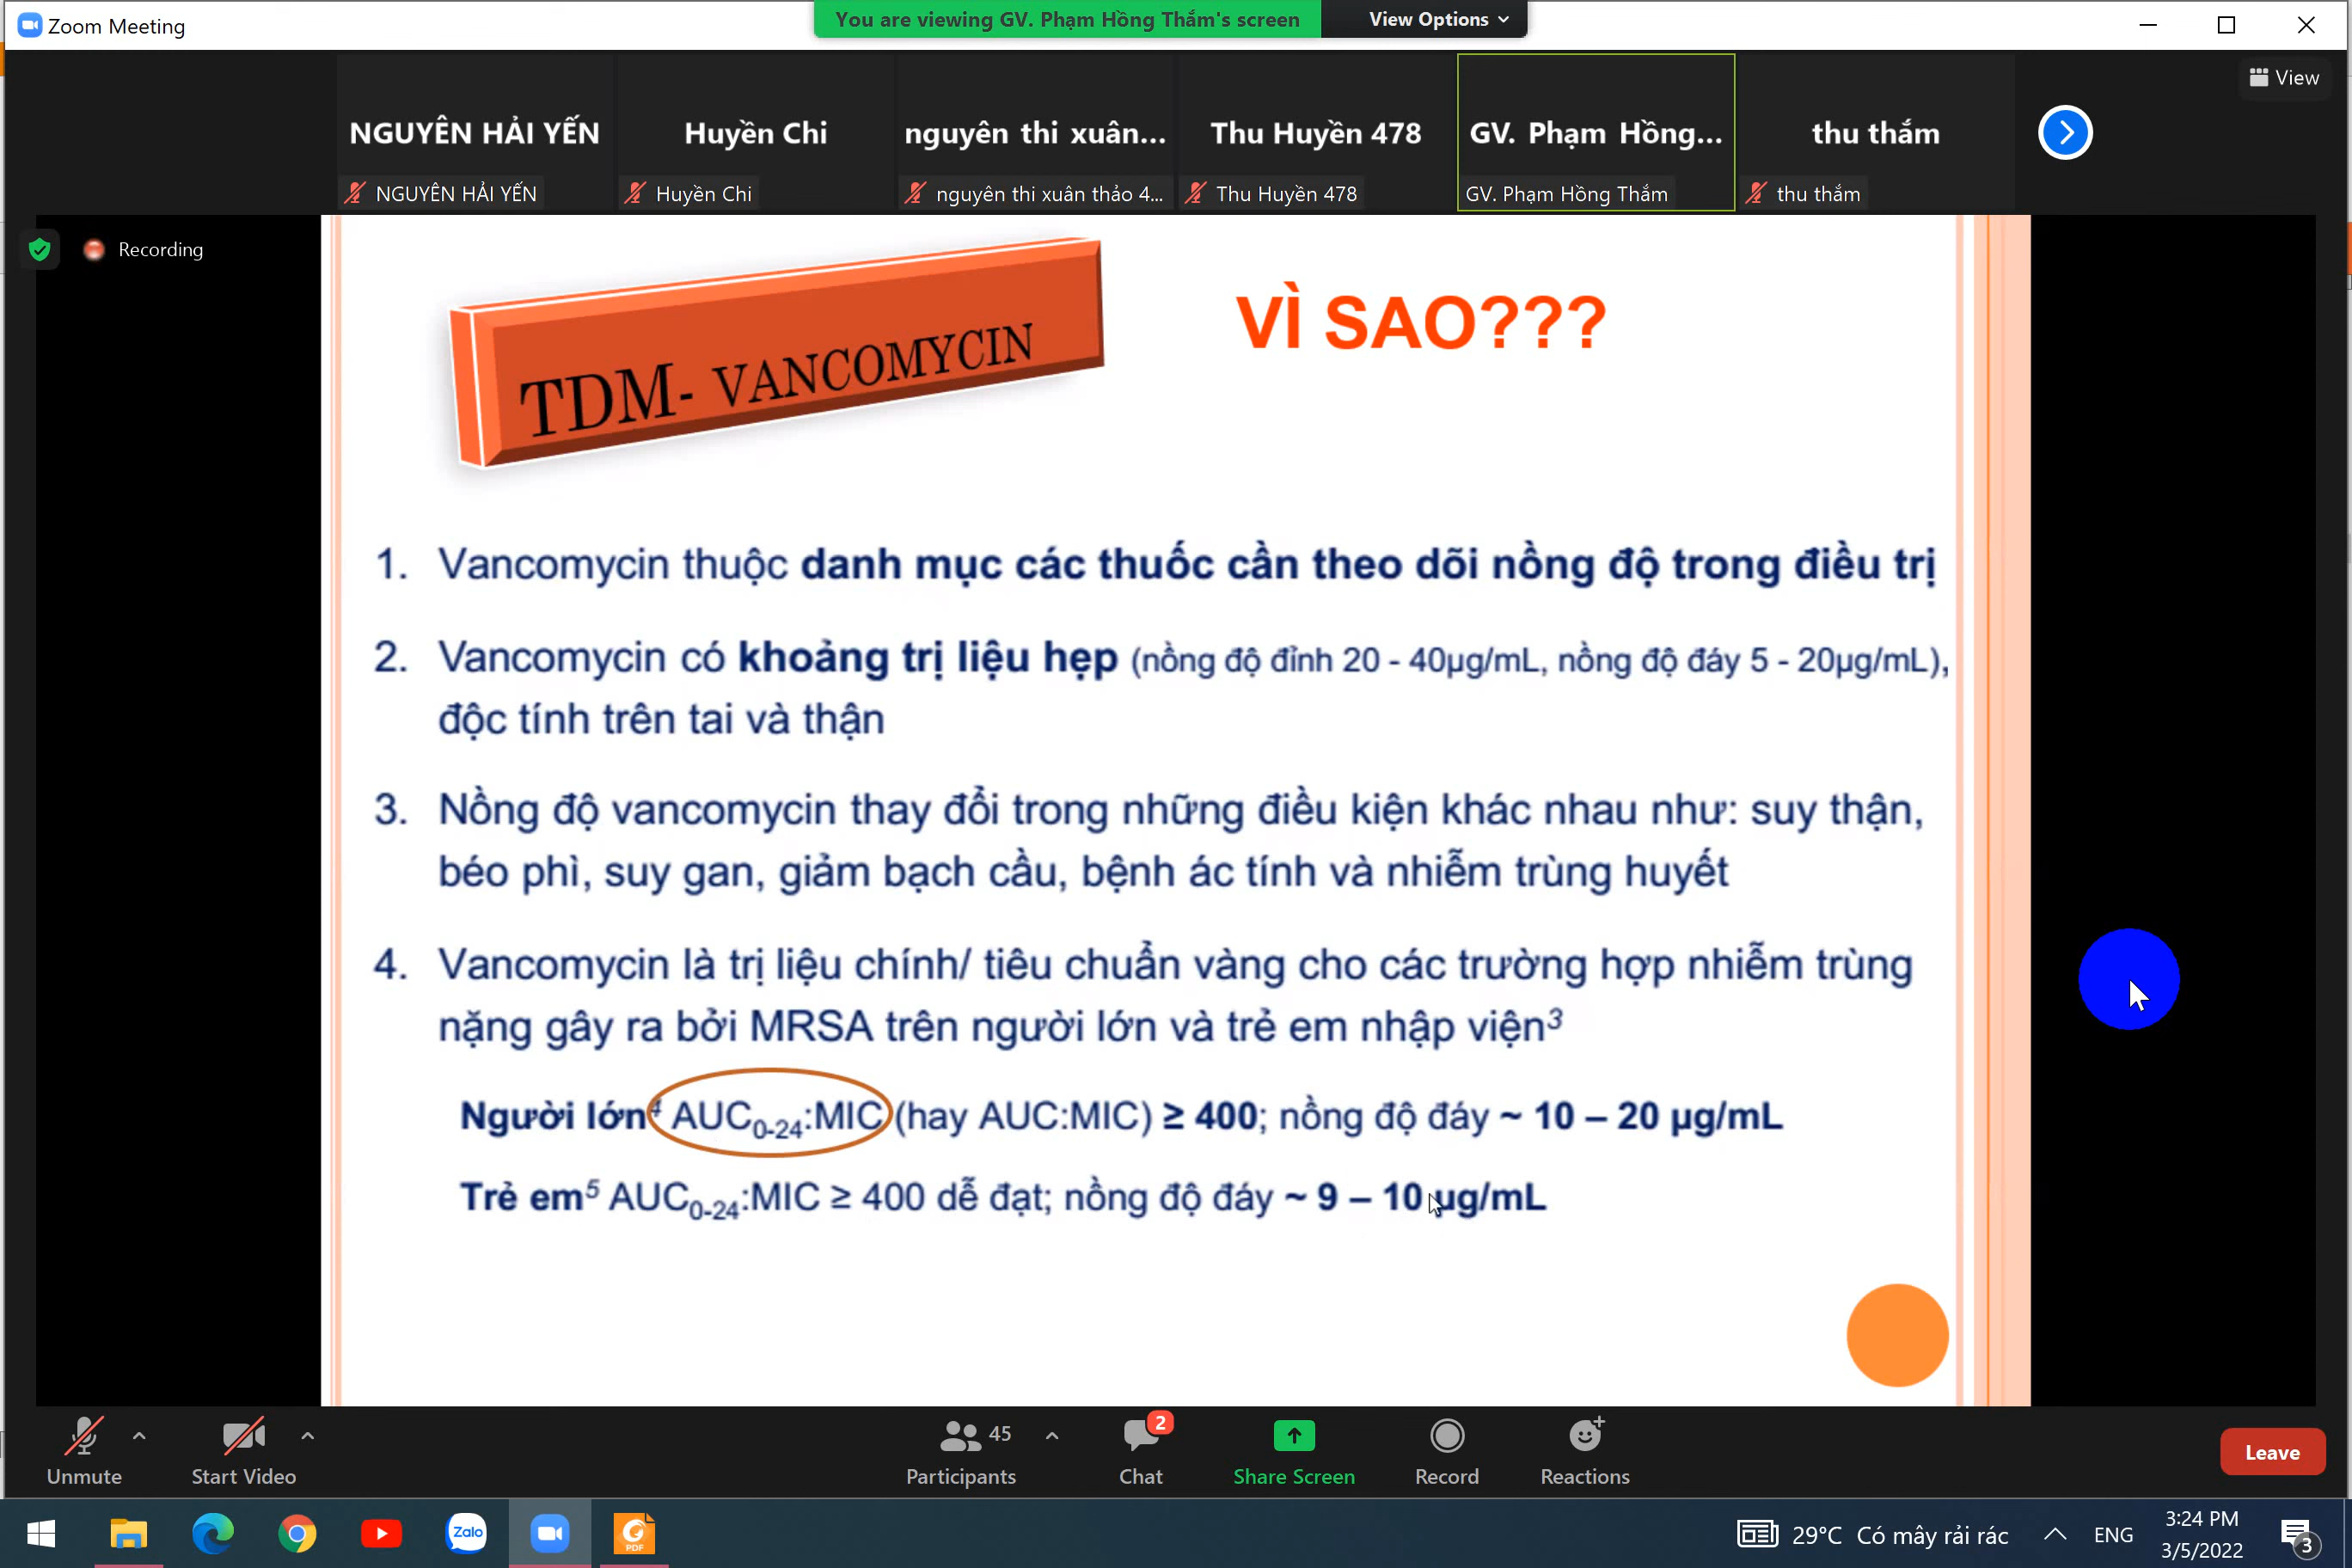 Zoom Meeting
You are viewing GV. Phạm Hồng Thắm's screen
View Options
View
NGUYÊN HẢI YẾN
Huyền Chi
nguyên thi xuân...
Thu Huyền 478
GV. Phạm Hồng...
thu thắm
NGUYÊN HẢI YẾN
Huyền Chi
nguyên thi xuân thảo 4...
Thu Huyền 478
GV. Phạm Hồng Thắm
thu thắm
Recording
TDM- VANCOMYCIN
VÌ SAO???
1. Vancomycin thuộc danh mục các thuốc cần theo dõi nồng độ trong điều trị
2. Vancomycin có khoảng trị liệu hẹp (nồng độ đỉnh 20 - 40µg/mL, nồng độ đáy 5 - 20µg/mL),
độc tính trên tai và thận
3. Nồng độ vancomycin thay đổi trong những điều kiện khác nhau như: suy thận,
béo phì, suy gan, giảm bạch cầu, bệnh ác tính và nhiễm trùng huyết
4. Vancomycin là trị liệu chính/ tiêu chuẩn vàng cho các trường hợp nhiễm trùng
nặng gây ra bởi MRSA trên người lớn và trẻ em nhập viện³
Người lớn⁴ AUC₀₋₂₄:MIC (hay AUC:MIC) ≥ 400; nồng độ đáy ~ 10 – 20 µg/mL
Trẻ em⁵ AUC₀₋₂₄:MIC ≥ 400 dễ đạt; nồng độ đáy ~ 9 – 10 µg/mL
Unmute
Start Video
45
Participants
2
Chat
Share Screen
Record
Reactions
Leave
Zalo
PDF
29°C Có mây rải rác
ENG
3:24 PM
3/5/2022
3